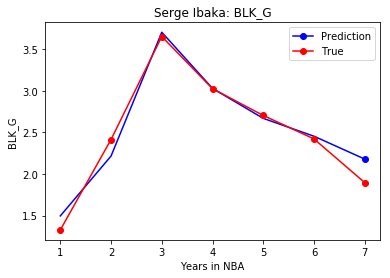 Serge Ibaka: BLK_G
Prediction
True
BLK_G
3.5
3.0
2.5
2.0
1.5
1 2 3 4 5 6 7
Years in NBA